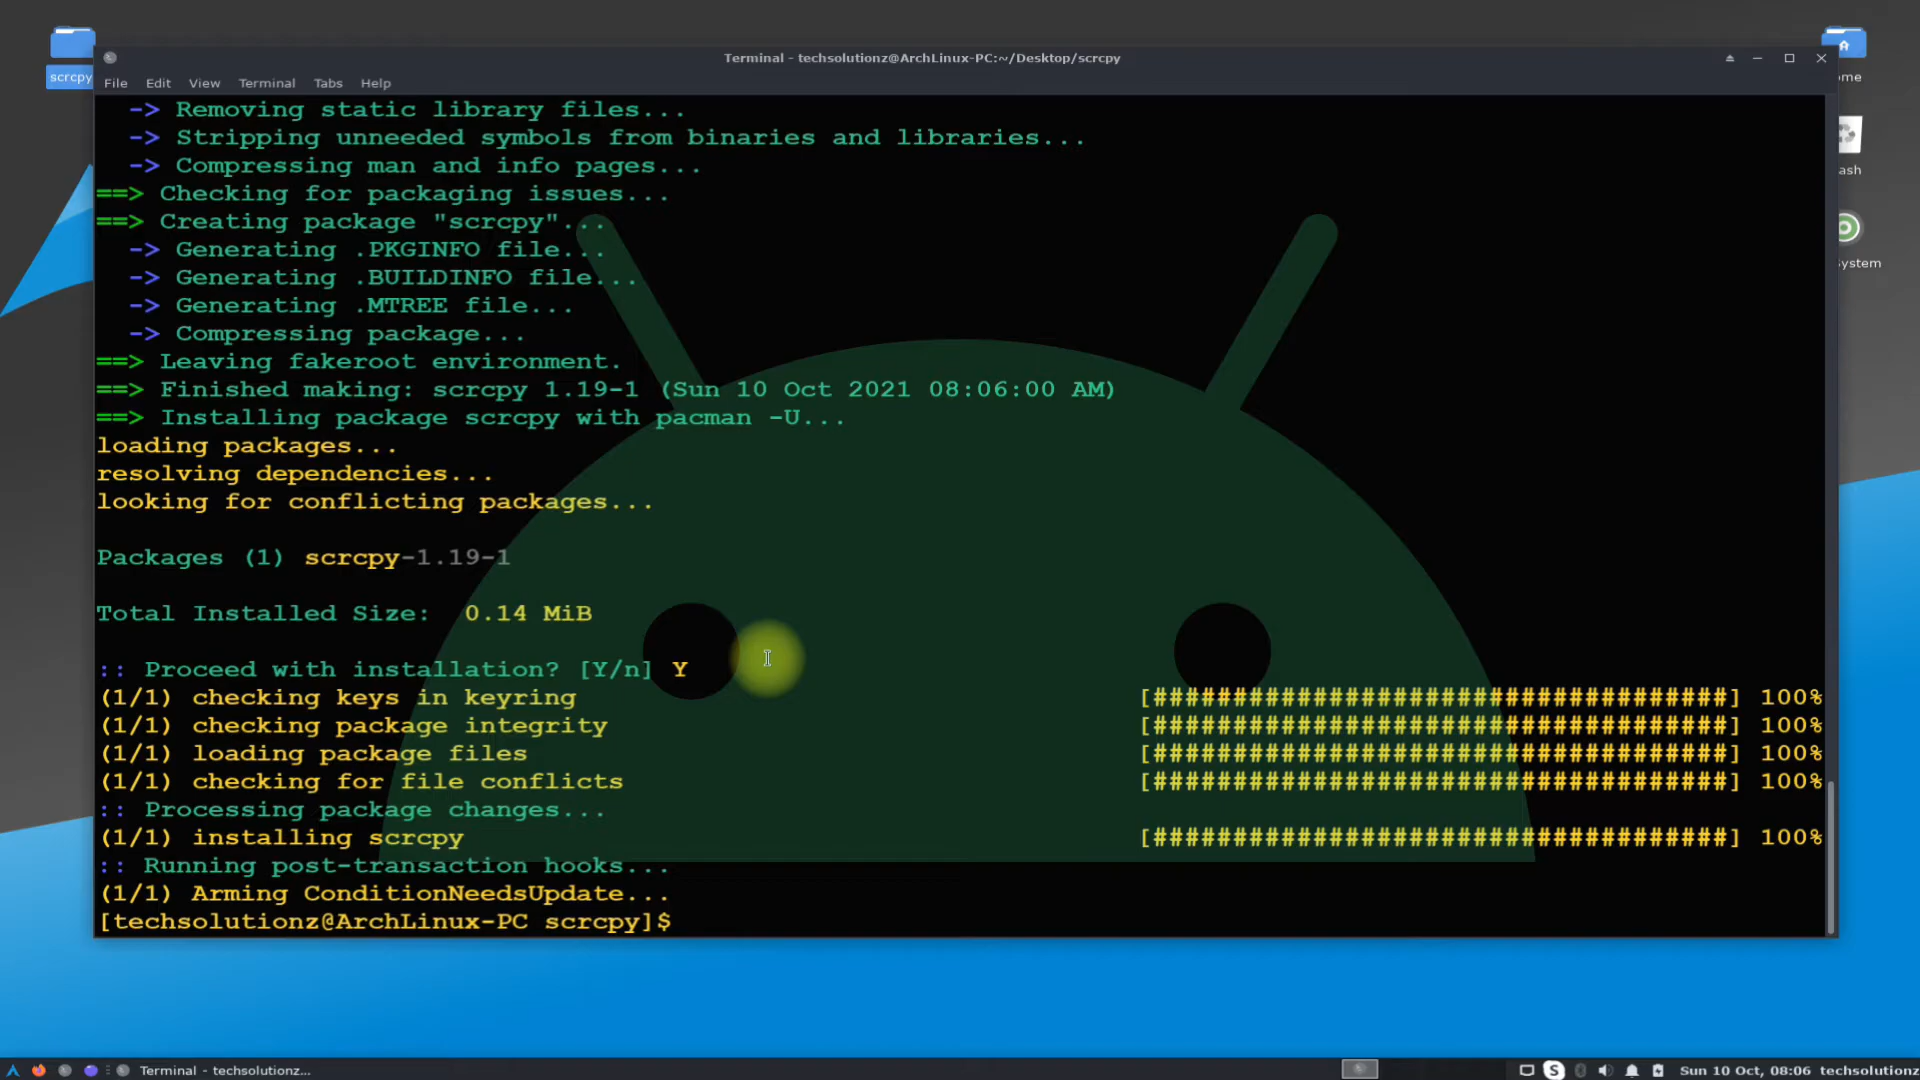 scrcpy
Terminal - techsolutionz@ArchLinux-PC:~/Desktop/scrcpy
File Edit View Terminal Tabs Help
ome
ash
System
-> Removing static library files...
-> Stripping unneeded symbols from binaries and libraries...
-> Compressing man and info pages...
==> Checking for packaging issues...
==> Creating package "scrcpy"...
-> Generating .PKGINFO file...
-> Generating .BUILDINFO file...
-> Generating .MTREE file...
-> Compressing package...
==> Leaving fakeroot environment.
==> Finished making: scrcpy 1.19-1 (Sun 10 Oct 2021 08:06:00 AM)
==> Installing package scrcpy with pacman -U...
loading packages...
resolving dependencies...
looking for conflicting packages...
Packages (1) scrcpy-1.19-1
Total Installed Size:  0.14 MiB
:: Proceed with installation? [Y/n] Y
(1/1) checking keys in keyring [####################################] 100%
(1/1) checking package integrity [####################################] 100%
(1/1) loading package files [####################################] 100%
(1/1) checking for file conflicts [####################################] 100%
:: Processing package changes...
(1/1) installing scrcpy [####################################] 100%
:: Running post-transaction hooks...
(1/1) Arming ConditionNeedsUpdate...
[techsolutionz@ArchLinux-PC scrcpy]$
Terminal - techsolutionz...
S
Sun 10 Oct, 08:06 techsolutionz